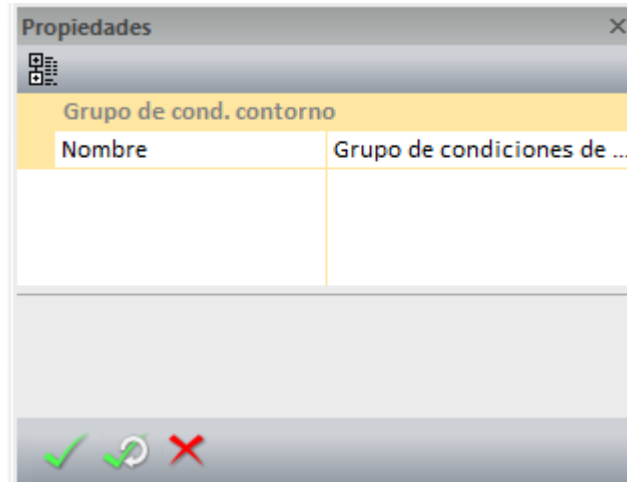 Propiedades
Grupo de cond. contorno
Nombre Grupo de condiciones de ...